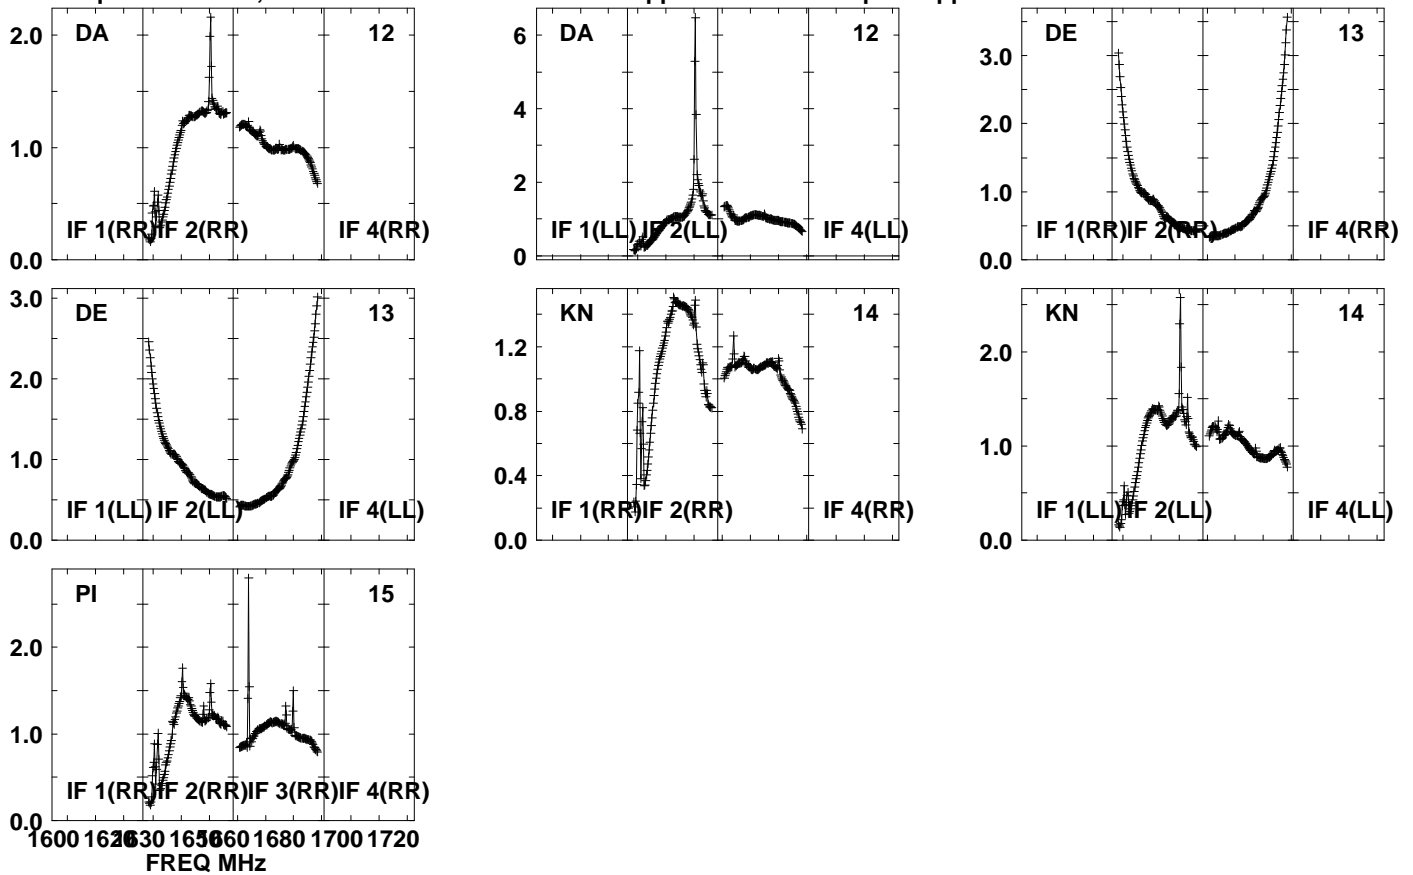 DA 12
2.0
1.0
0.0
IF 1(RR) IF 2(RR) IF 4(RR)
DA 12
6
4
2
0
IF 1(LL) IF 2(LL) IF 4(LL)
DE 13
3.0
2.0
1.0
0.0
IF 1(RR) IF 2(RR) IF 4(RR)
DE 13
3.0
2.0
1.0
0.0
IF 1(LL) IF 2(LL) IF 4(LL)
KN 14
1.2
0.8
0.4
0.0
IF 1(RR) IF 2(RR) IF 4(RR)
KN 14
2.0
1.0
0.0
IF 1(LL) IF 2(LL) IF 4(LL)
PI 15
2.0
1.0
0.0
IF 1(RR) IF 2(RR) IF 3(RR) IF 4(RR)
1600 1680 1700 1720
FREQ MHz